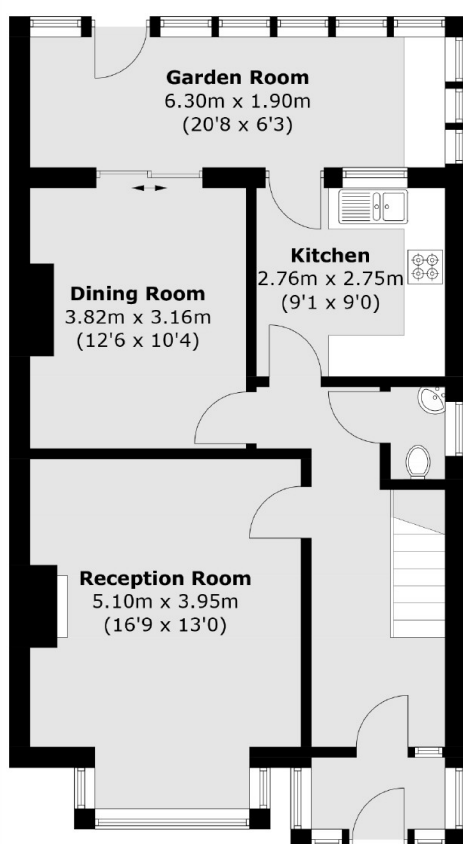 Garden Room
6.30m x 1.90m
(20'8 x 6'3)
Kitchen
2.76m x 2.75m
(9'1 x 9'0)
Dining Room
3.82m x 3.16m
(12'6 x 10'4)
Reception Room
5.10m x 3.95m
(16'9 x 13'0)